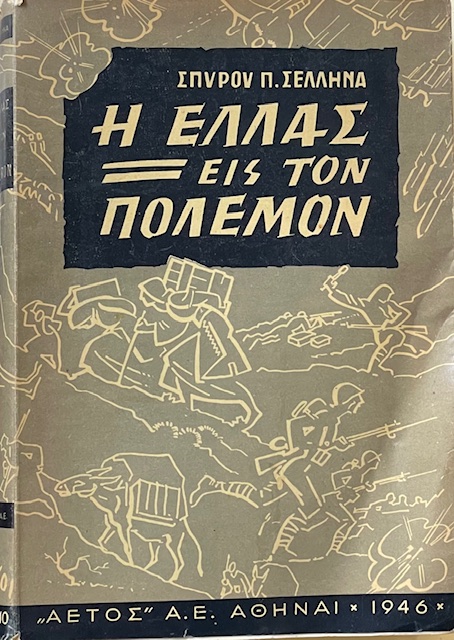 ΣΠΥΡΟΥ Π. ΣΕΛΛΗΝΑ
Η ΕΛΛΑΣ
ΕΙΣ ΤΟΝ
ΠΟΛΕΜΟΝ
„ΑΕΤΟΣ" Α.Ε. ΑΘΗΝΑΙ × 1946 ×